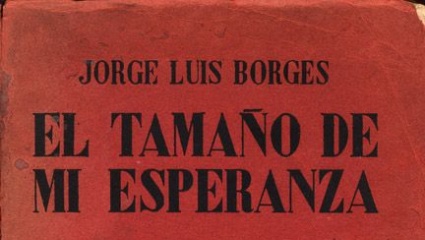 JORGE LUIS BORGES
EL TAMAÑO DE
MI ESPERANZA